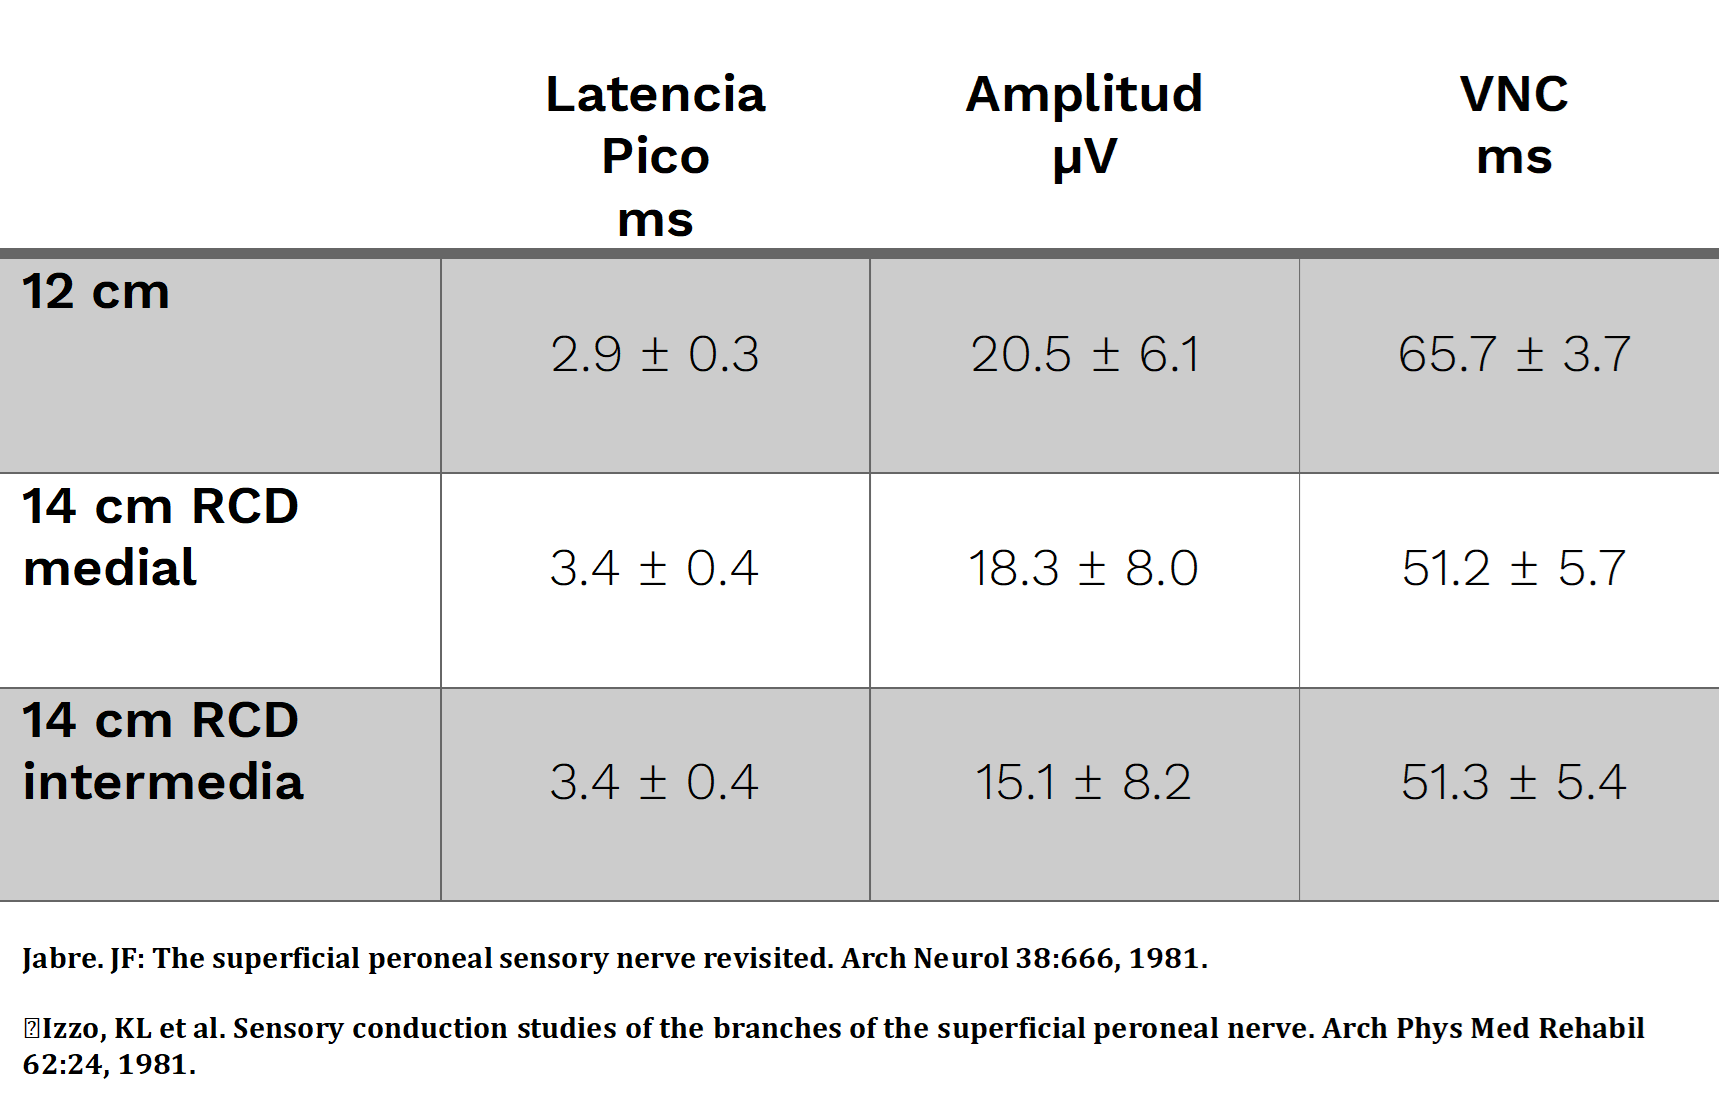 Latencia Pico ms Amplitud µV VNC ms
12 cm 2.9 ± 0.3 20.5 ± 6.1 65.7 ± 3.7
14 cm RCD medial 3.4 ± 0.4 18.3 ± 8.0 51.2 ± 5.7
14 cm RCD intermedia 3.4 ± 0.4 15.1 ± 8.2 51.3 ± 5.4
Jabre. JF: The superficial peroneal sensory nerve revisited. Arch Neurol 38:666, 1981.
Izzo, KL et al. Sensory conduction studies of the branches of the superficial peroneal nerve. Arch Phys Med Rehabil
62:24, 1981.